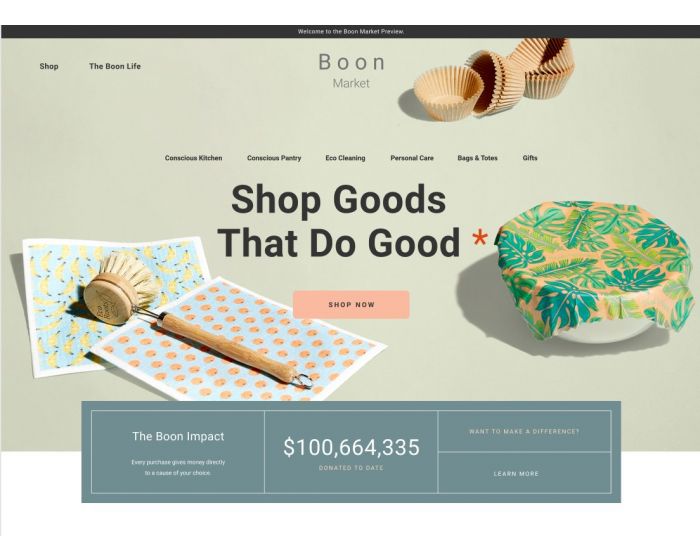 Welcome to the Boon Market Preview.
Shop
The Boon Life
Boon
Market
Conscious Kitchen
Conscious Pantry
Eco Cleaning
Personal Care
Bags & Totes
Gifts
Shop Goods
That Do Good *
SHOP NOW
The Boon Impact
Every purchase gives money directly
to a cause of your choice.
$100,664,335
DONATED TO DATE
WANT TO MAKE A DIFFERENCE?
LEARN MORE